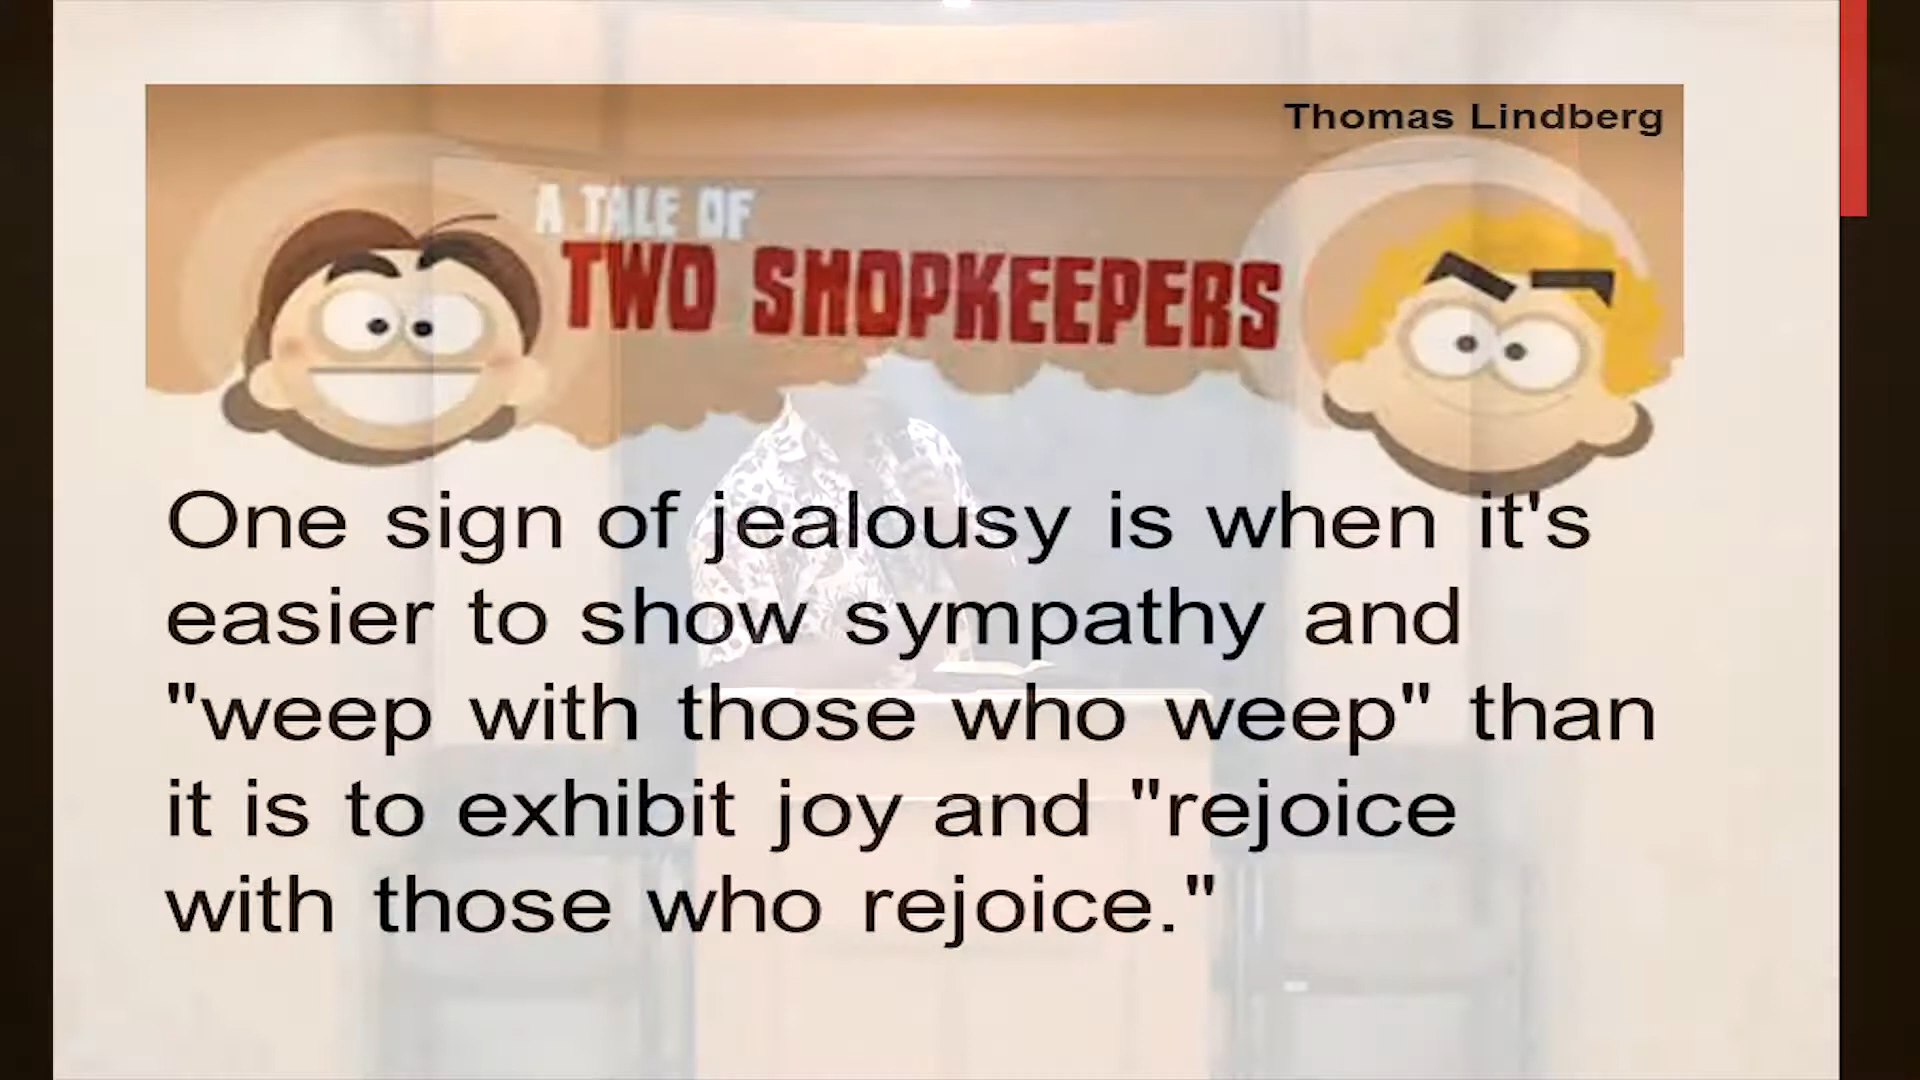 Thomas Lindberg
A TALE OF
TWO SHOPKEEPERS
One sign of jealousy is when it's
easier to show sympathy and
"weep with those who weep" than
it is to exhibit joy and "rejoice
with those who rejoice."